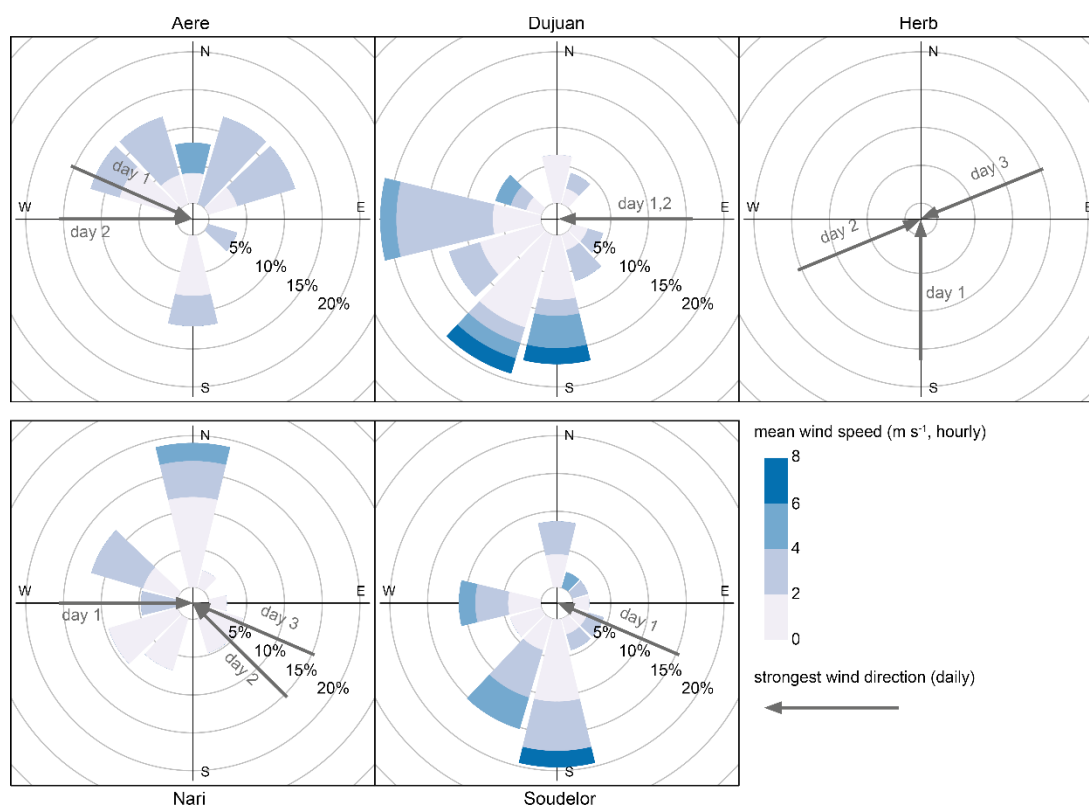 Aere
Dujuan
Herb
N
W
E
S
day 1
day 2
5%
10%
15%
20%
N
W
E
S
day 1,2
5%
10%
15%
20%
N
W
E
S
day 3
day 2
day 1
N
W
E
S
day 1
day 3
day 2
5%
10%
15%
20%
N
W
E
S
day 1
5%
10%
15%
20%
mean wind speed (m s⁻¹, hourly)
8
6
4
2
0
strongest wind direction (daily)
Nari
Soudelor